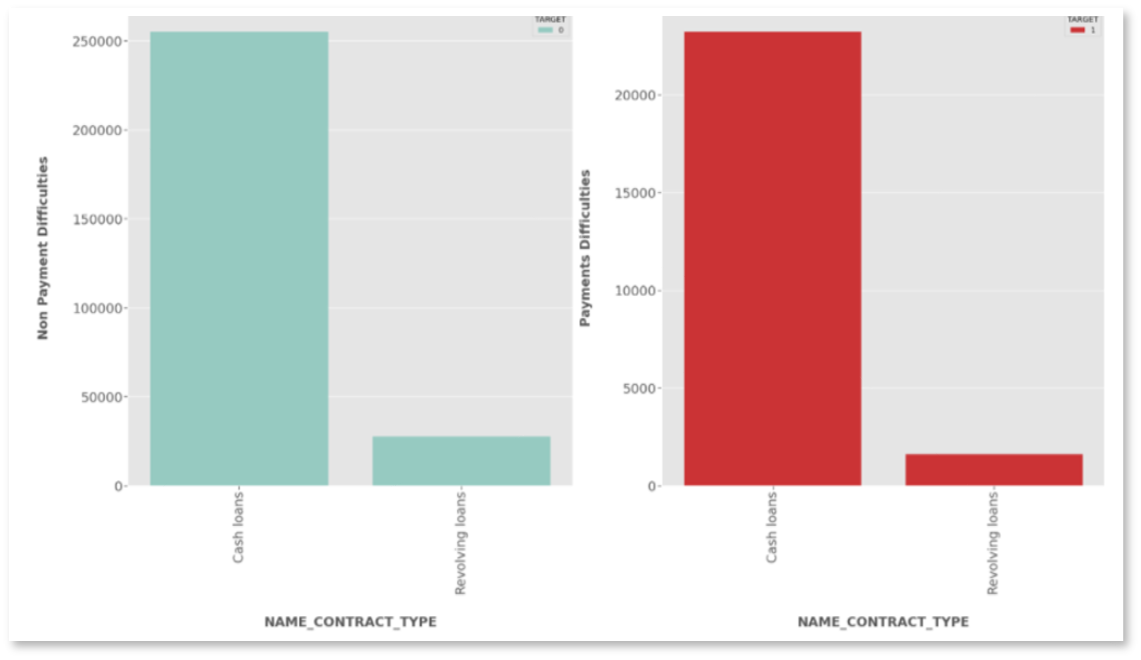 TARGET
0
250000
200000
150000
100000
50000
0
Non Payment Difficulties
Cash loans
Revolving loans
NAME_CONTRACT_TYPE
TARGET
1
20000
15000
10000
5000
0
Payments Difficulties
Cash loans
Revolving loans
NAME_CONTRACT_TYPE